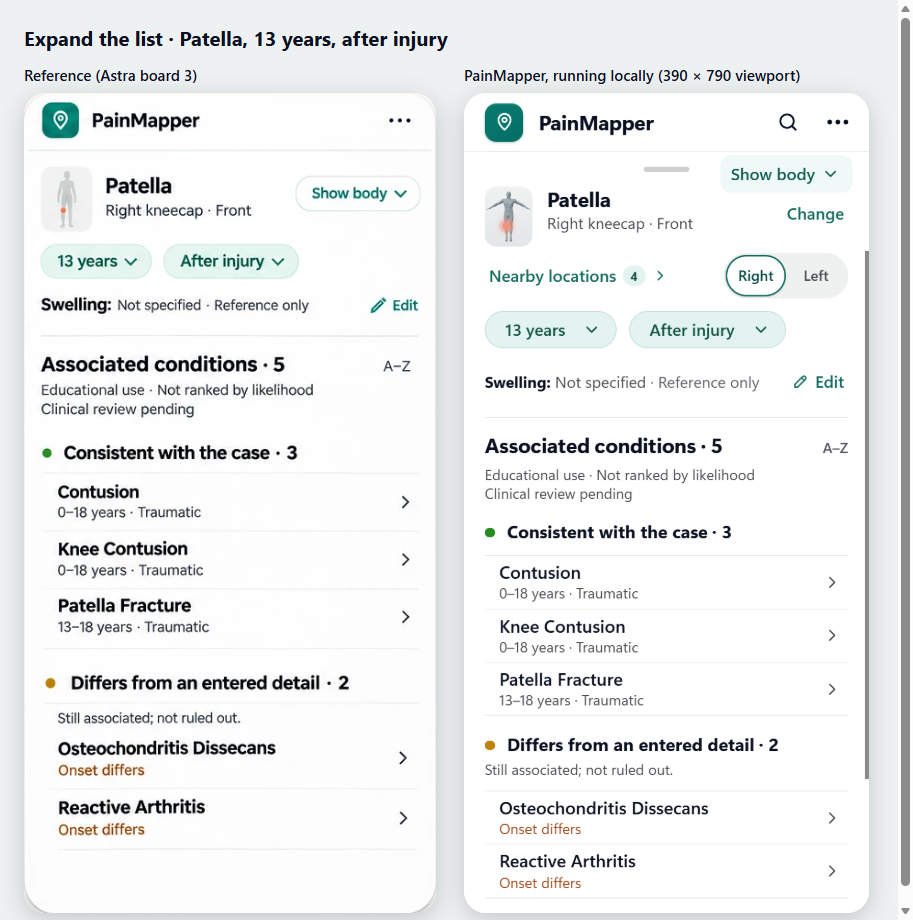 Expand the list · Patella, 13 years, after injury
Reference (Astra board 3)
PainMapper
Patella
Right kneecap · Front
Show body
13 years
After injury
Swelling: Not specified · Reference only
Edit
Associated conditions · 5
A–Z
Educational use · Not ranked by likelihood
Clinical review pending
Consistent with the case · 3
Contusion
0–18 years · Traumatic
Knee Contusion
0–18 years · Traumatic
Patella Fracture
13–18 years · Traumatic
Differs from an entered detail · 2
Still associated; not ruled out.
Osteochondritis Dissecans
Onset differs
Reactive Arthritis
Onset differs
PainMapper, running locally (390 × 790 viewport)
PainMapper
Show body
Patella
Right kneecap · Front
Change
Nearby locations 4
Right
Left
13 years
After injury
Swelling: Not specified · Reference only
Edit
Associated conditions · 5
A–Z
Educational use · Not ranked by likelihood
Clinical review pending
Consistent with the case · 3
Contusion
0–18 years · Traumatic
Knee Contusion
0–18 years · Traumatic
Patella Fracture
13–18 years · Traumatic
Differs from an entered detail · 2
Still associated; not ruled out.
Osteochondritis Dissecans
Onset differs
Reactive Arthritis
Onset differs